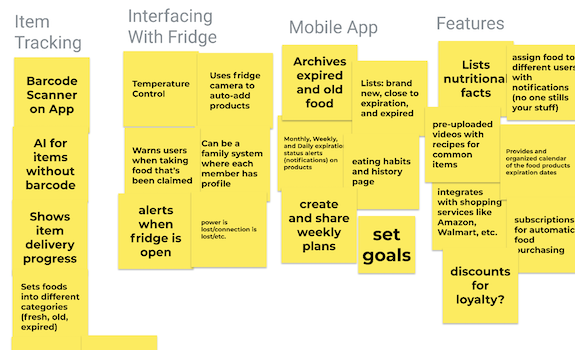 Item
Tracking
Barcode
Scanner
on App
AI for
items
without
barcode
Shows
item
delivery
progress
Sets foods
into different
categories
(fresh, old,
expired)
Interfacing
With Fridge
Temperature
Control
Uses fridge
camera to
auto-add
products
Warns users
when taking
food that's
been claimed
Can be a
family system
where each
member has
profile
alerts
when
fridge is
open
power is
lost/connection is
lost/etc.
Mobile App
Archives
expired
and old
food
Lists: brand
new, close to
expiration,
and expired
Monthly, Weekly,
and Daily expiratio
status alerts
(notifications) on
products
eating habits
and history
page
create
and share
weekly
plans
set
goals
Features
Lists
nutritional
facts
assign food to
different users
with
notifications
(no one stills
your stuff)
pre-uploaded
videos with
recipes for
common
items
Provides and
organized calendar
of the food products
expiration dates
integrates
with shopping
services like
Amazon,
Walmart, etc.
subscriptions
for automatic
food
purchasing
discounts
for
loyalty?